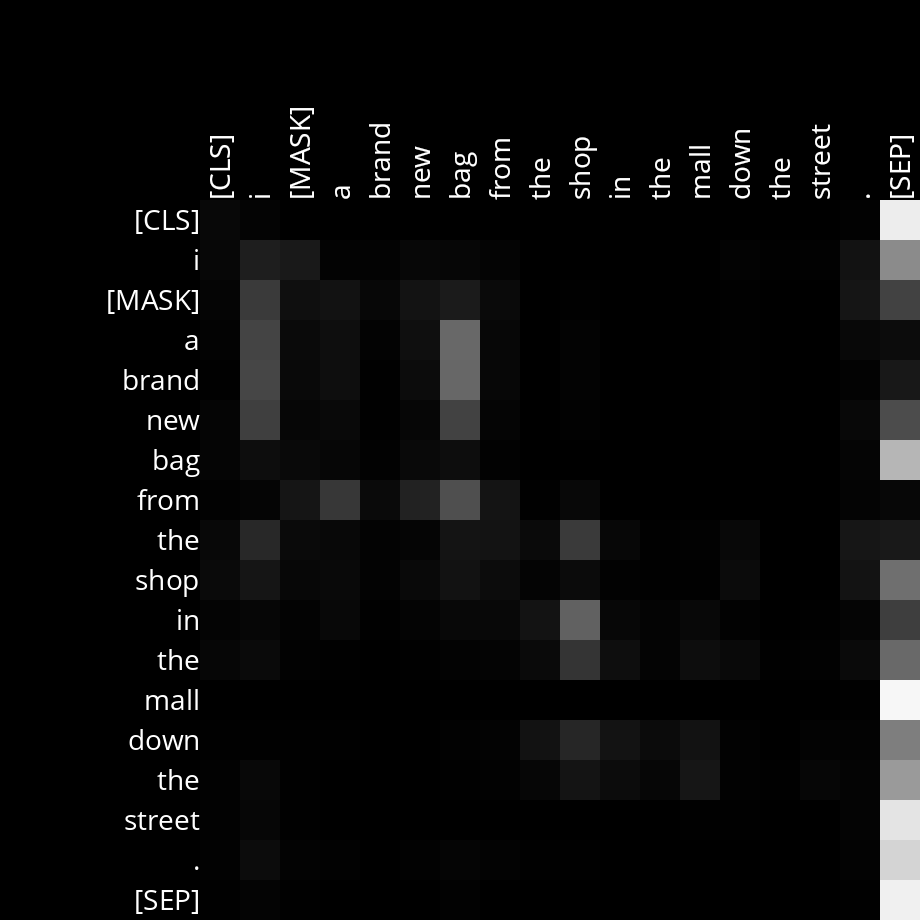 [CLS] i [MASK] a brand new bag from the shop in the mall down the street . [SEP]
[CLS]
i
[MASK]
a
brand
new
bag
from
the
shop
in
the
mall
down
the
street
.
[SEP]